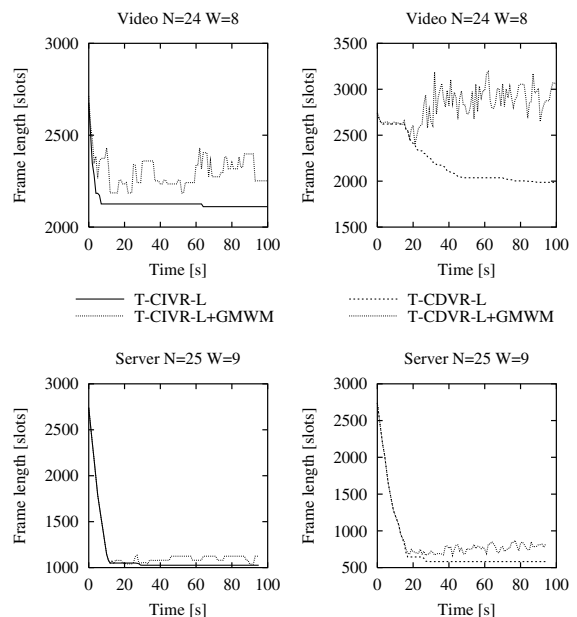 Video N=24 W=8
Frame length [slots]
3000
2500
2000
0 20 40 60 80 100
Time [s]
Frame length [slots]
3500
3000
2500
2000
1500
0 20 40 60 80 100
Time [s]
T-CIVR-L
T-CIVR-L+GMWM
T-CDVR-L
T-CDVR-L+GMWM
Server N=25 W=9
Frame length [slots]
3000
2500
2000
1500
1000
0 20 40 60 80 100
Time [s]
Server N=25 W=9
Frame length [slots]
3000
2500
2000
1500
1000
500
0 20 40 60 80 100
Time [s]
Video N=24 W=8